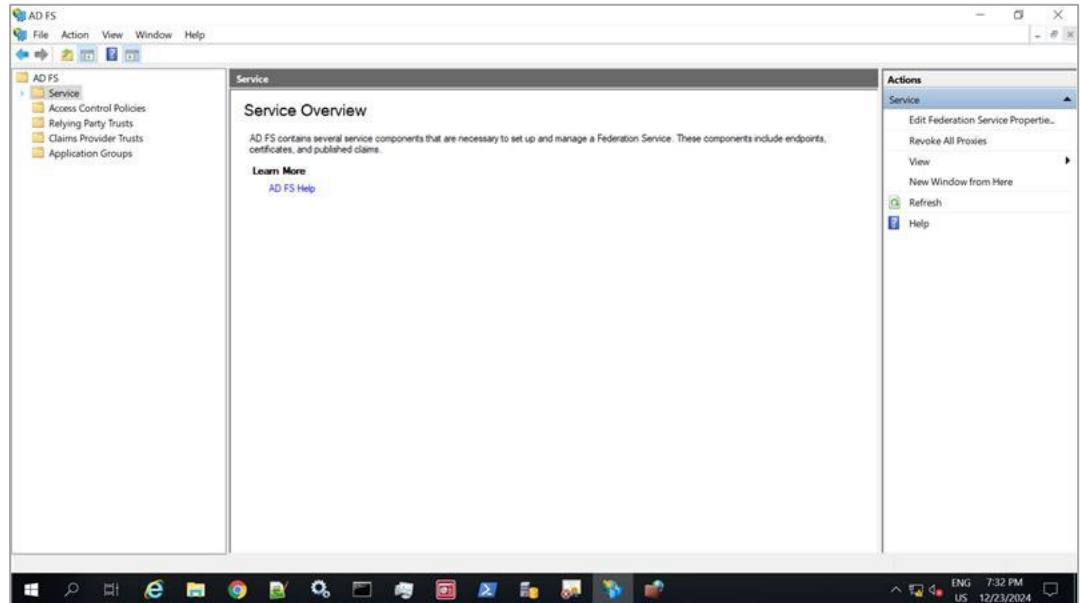 AD FS
File Action View Window Help
AD FS
Service
Access Control Policies
Relying Party Trusts
Claims Provider Trusts
Application Groups
Service
Service Overview
AD FS contains several service components that are necessary to set up and manage a Federation Service. These components include endpoints,
certificates, and published claims.
Learn More
AD FS Help
Actions
Service
Edit Federation Service Propertie...
Revoke All Proxies
View
New Window from Here
Refresh
Help
ENG 7:32 PM
US 12/23/2024